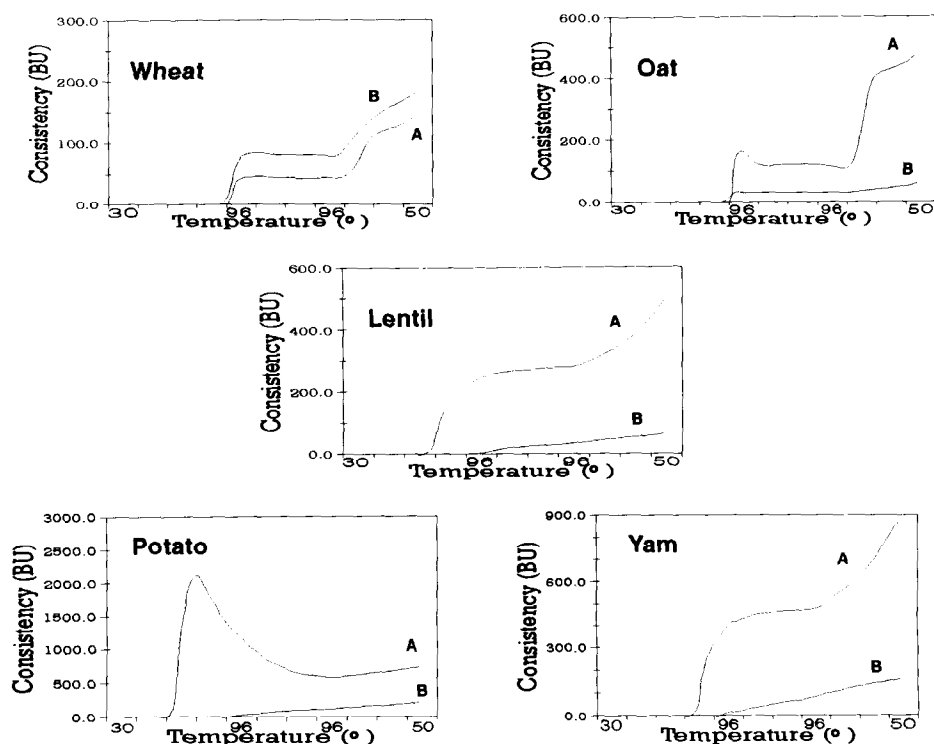 300.0
200.0
100.0
0.0
Consistency (BU)
Wheat
B
A
30 96 96 50
Temperature (°)
600.0
400.0
200.0
0.0
Consistency (BU)
Oat
A
B
30 96 96 50
Temperature (°)
600.0
400.0
200.0
0.0
Consistency (BU)
Lentil
A
B
30 96 96 50
Temperature (°)
3000.0
2500.0
2000.0
1500.0
1000.0
500.0
0.0
Consistency (BU)
Potato
A
B
30 96 96 50
Temperature (°)
900.0
600.0
300.0
0.0
Consistency (BU)
Yam
A
B
30 96 96 50
Temperature (°)